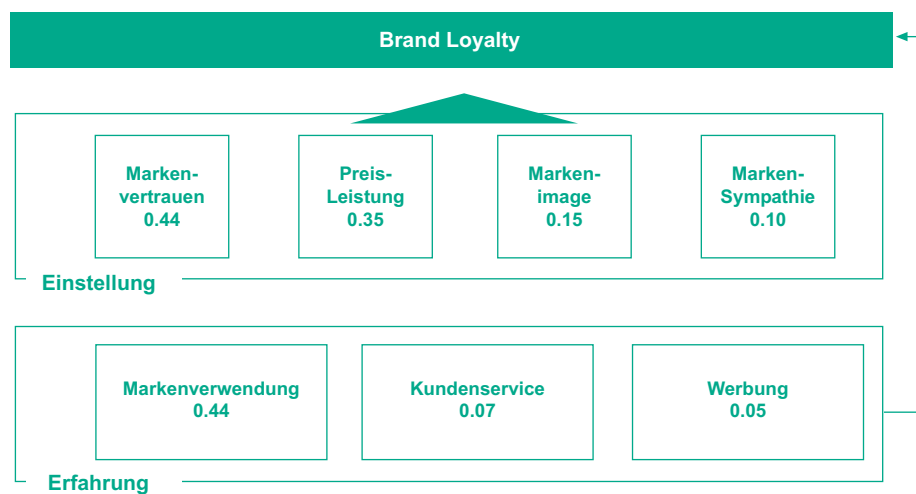 Brand Loyalty
Marken-
vertrauen
0.44
Preis-
Leistung
0.35
Marken-
image
0.15
Marken-
Sympathie
0.10
Einstellung
Markenverwendung
0.44
Kundenservice
0.07
Werbung
0.05
Erfahrung